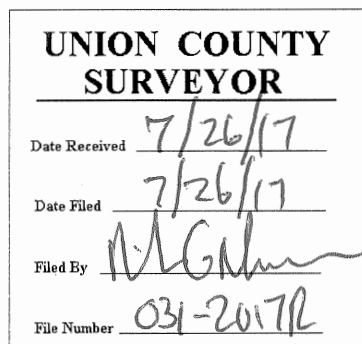 UNION COUNTY
SURVEYOR
Date Received 7/26/17
Date Filed 7/26/17
Filed By
File Number 031-2017R